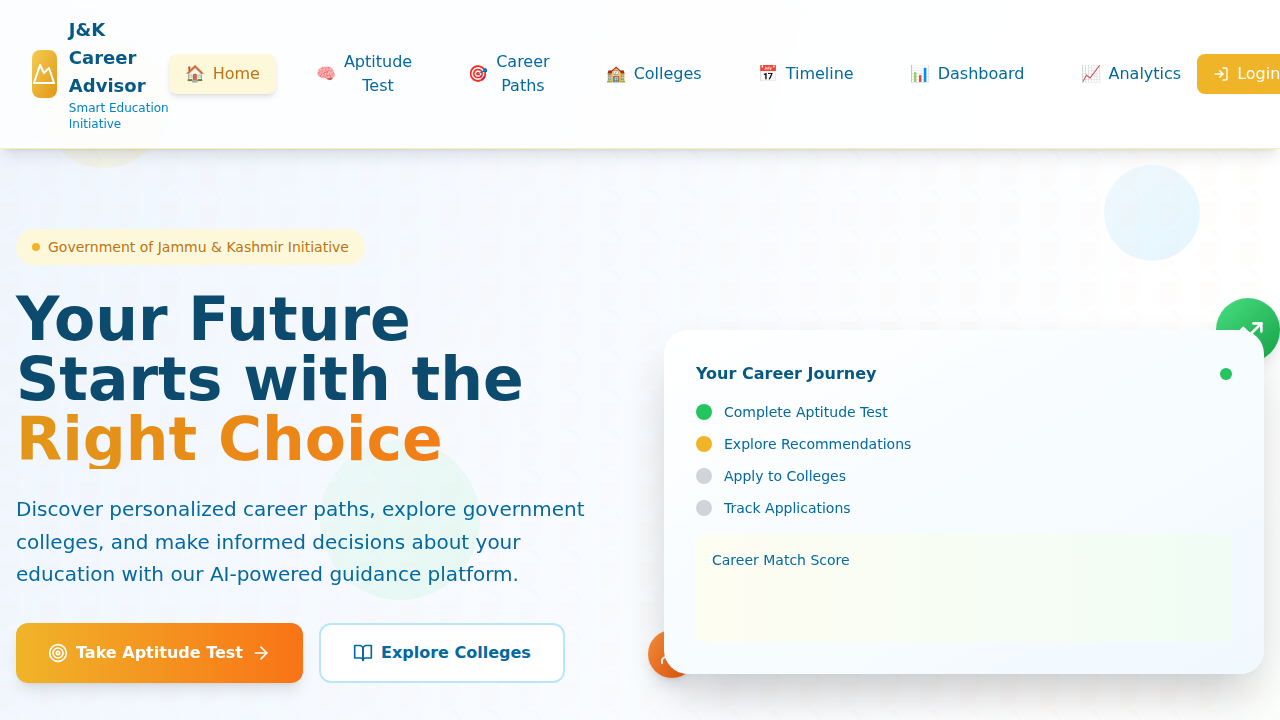 J&K
Career
Advisor
Smart Education
Initiative
🏠 Home
🧠 Aptitude
Test
🎯 Career
Paths
🏫 Colleges
📅 Timeline
📊 Dashboard
📈 Analytics
Login
Government of Jammu & Kashmir Initiative
Your Future
Starts with the
Right Choice
Discover personalized career paths, explore government
colleges, and make informed decisions about your
education with our AI-powered guidance platform.
Take Aptitude Test
Explore Colleges
Your Career Journey
Complete Aptitude Test
Explore Recommendations
Apply to Colleges
Track Applications
Career Match Score